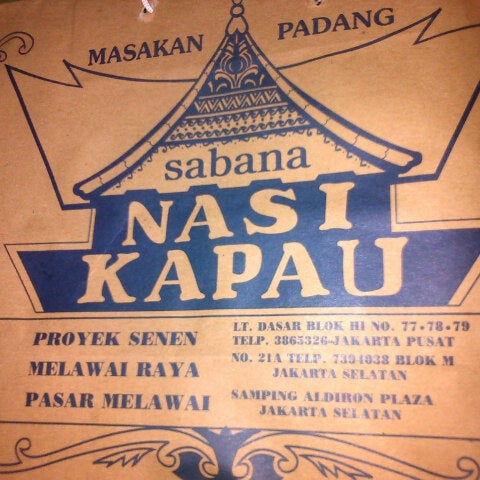 MASAKAN PADANG
sabana
NASI
KAPAU
PROYEK SENEN
LT. DASAR BLOK HI NO. 77•78•79
TELP. 3865326-JAKARTA PUSAT
MELAWAI RAYA
NO. 21A TELP. 7394938 BLOK M
JAKARTA SELATAN
PASAR MELAWAI
SAMPING ALDIRON PLAZA
JAKARTA SELATAN